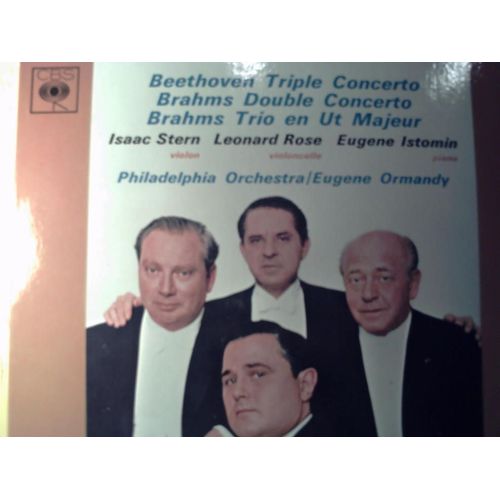 CBS
Beethoven Triple Concerto
Brahms Double Concerto
Brahms Trio en Ut Majeur
Isaac Stern Leonard Rose Eugene Istomin
violon violoncelle piano
Philadelphia Orchestra/Eugene Ormandy